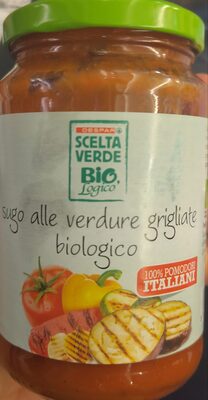 DESPAR
SCELTA
VERDE
BIO,
Logico
sugo alle verdure grigliate
biologico
100% POMODORI
ITALIANI